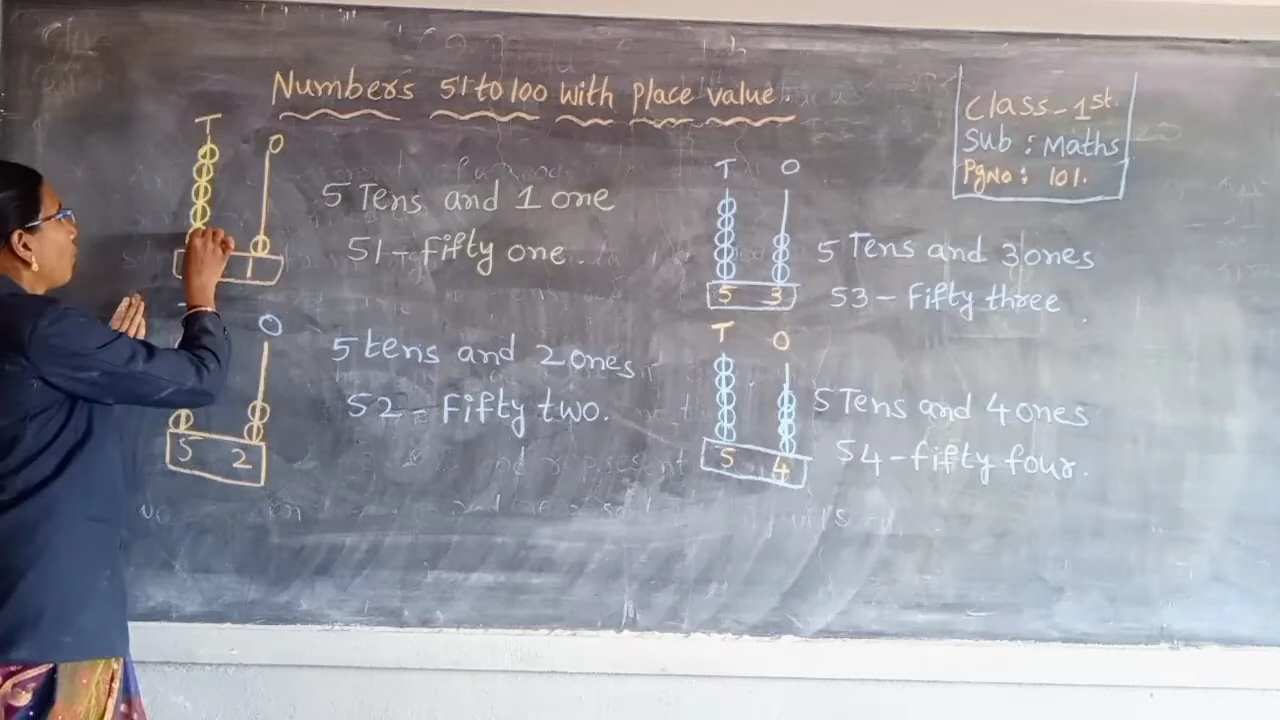 Numbers 51 to 100 with place value.
Class-1st.
Sub : Maths
Pg No: 101.
T O
1
5 Tens and 1 one
51-fifty one.
O
5 2
5 tens and 2 ones
52-Fifty two.
T O
5 3
5 Tens and 3 ones
53-Fifty three
T O
5 4
5 Tens and 4 ones
54-fifty four.